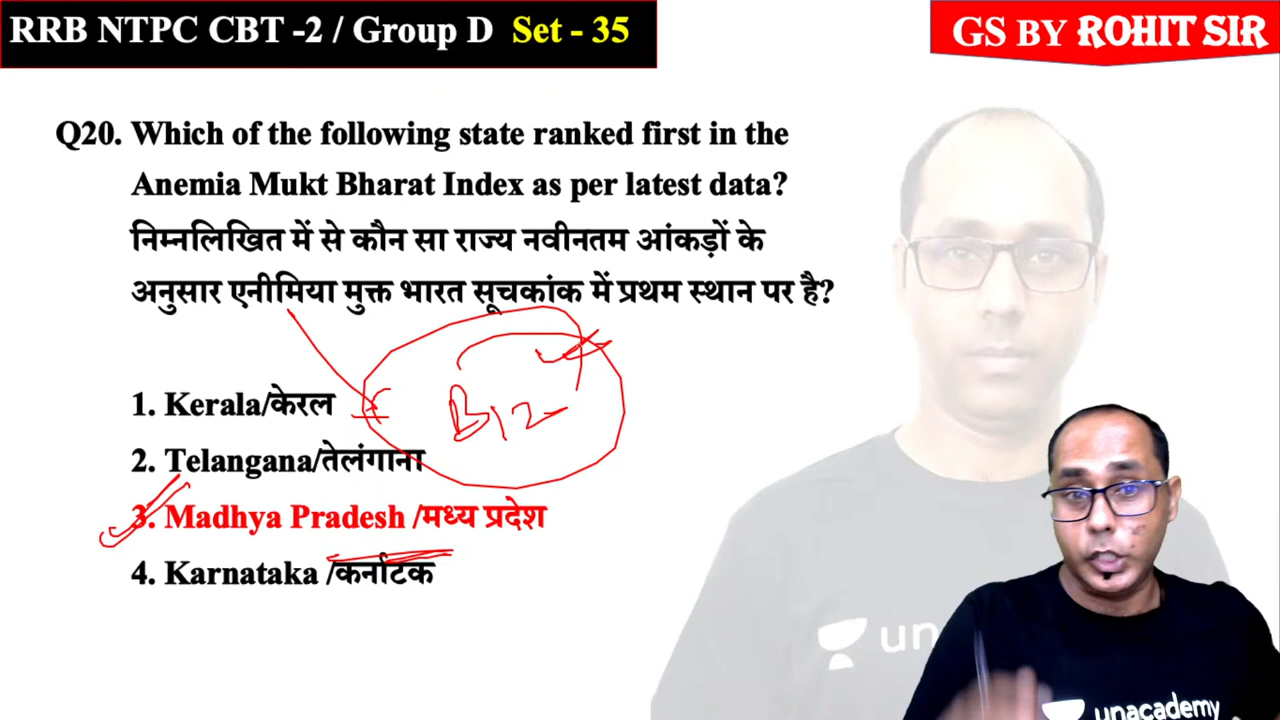 RRB NTPC CBT -2 / Group D Set - 35
GS BY ROHIT SIR
Q20. Which of the following state ranked first in the
Anemia Mukt Bharat Index as per latest data?
निम्नलिखित में से कौन सा राज्य नवीनतम आंकड़ों के
अनुसार एनीमिया मुक्त भारत सूचकांक में प्रथम स्थान पर है?
1. Kerala/केरल
B12
2. Telangana/तेलंगाना
3. Madhya Pradesh /मध्य प्रदेश
4. Karnataka /कर्नाटक
un
unacademy